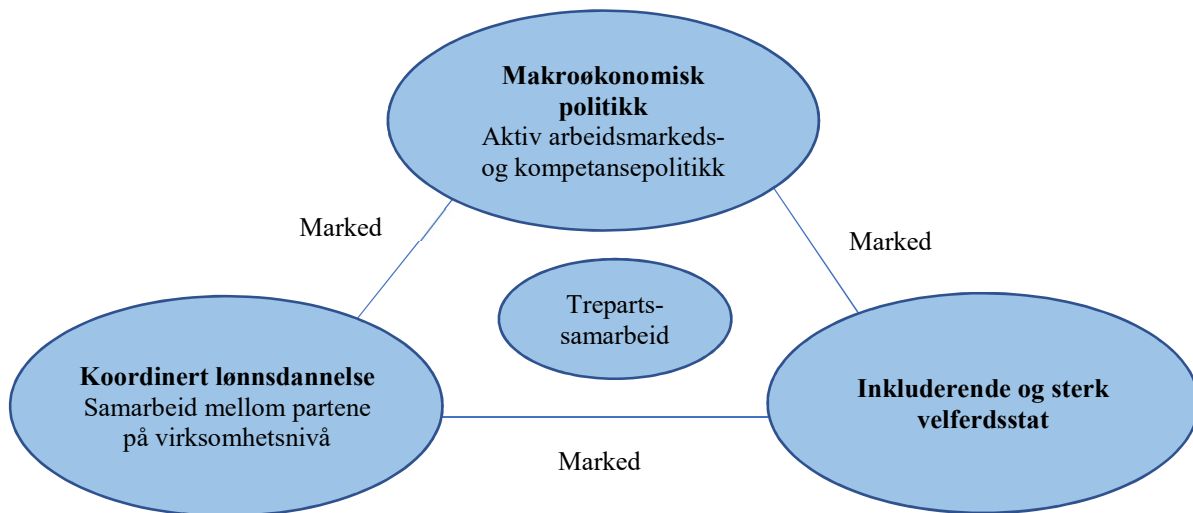 Makroøkonomisk
politikk
Aktiv arbeidsmarkeds-
og kompetansepolitikk
Marked
Marked
Treparts-
samarbeid
Koordinert lønnsdannelse
Samarbeid mellom partene
på virksomhetsnivå
Inkluderende og sterk
velferdsstat
Marked